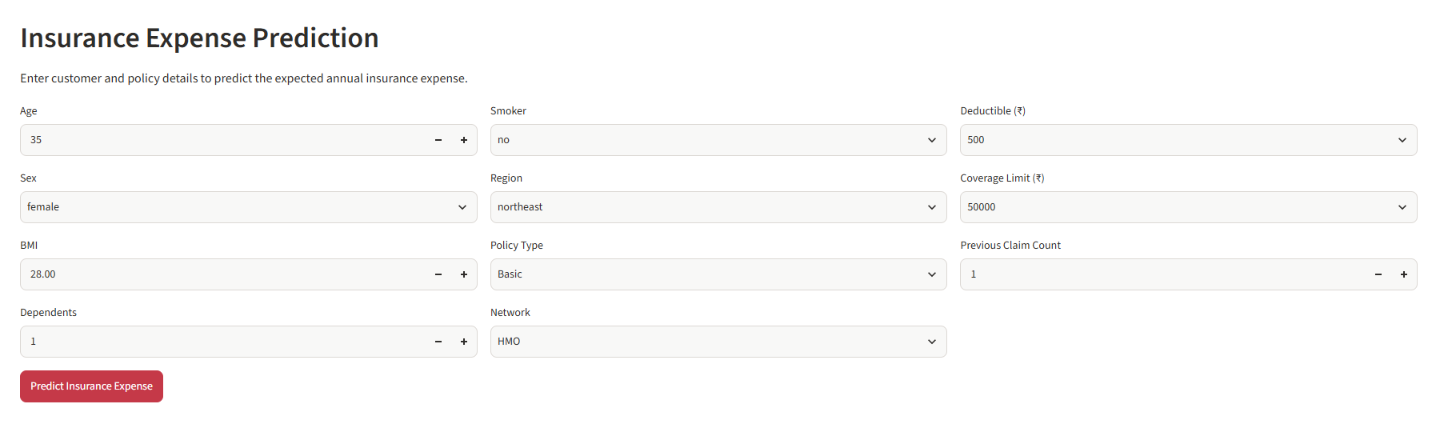 Insurance Expense Prediction
Enter customer and policy details to predict the expected annual insurance expense.
Age
Smoker
Deductible (₹)
35
no
500
Sex
Region
Coverage Limit (₹)
female
northeast
50000
BMI
Policy Type
Previous Claim Count
28.00
Basic
1
Dependents
Network
1
HMO
Predict Insurance Expense